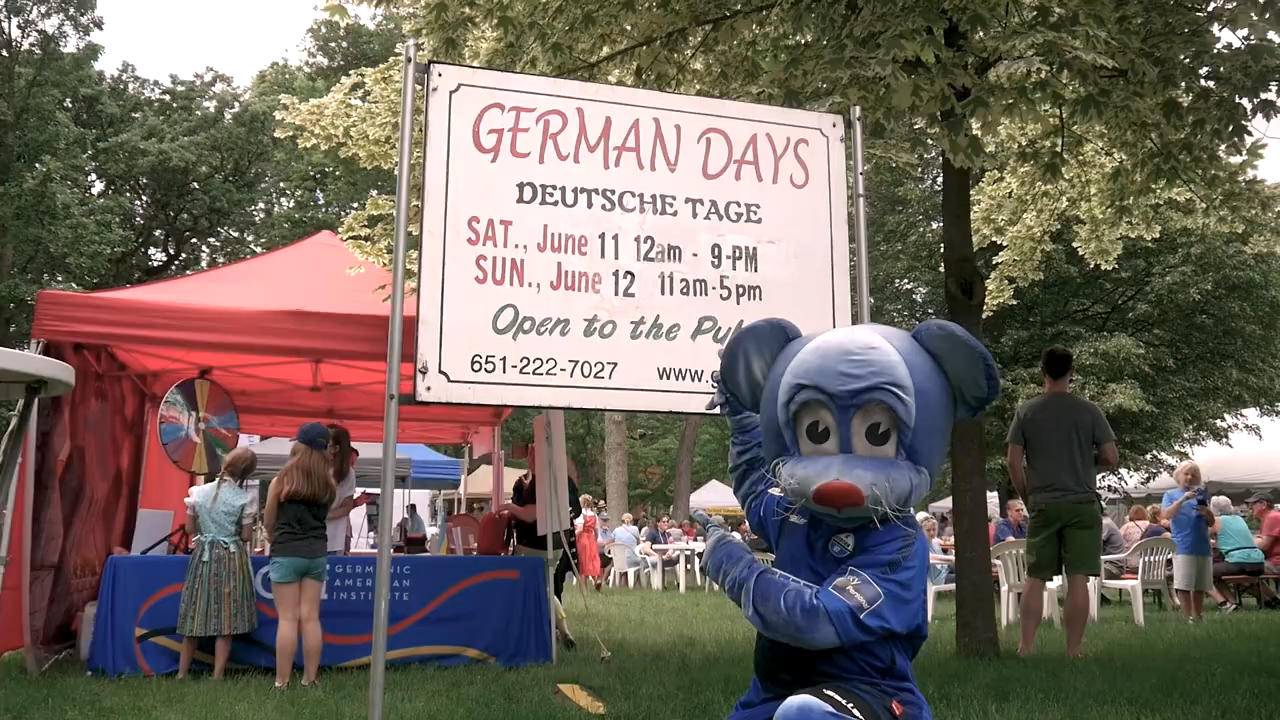 GERMAN DAYS
DEUTSCHE TAGE
SAT., June 11 12am - 9-PM
SUN., June 12 11am-5pm
Open to the
651-222-7027 www.
GERMANIC
AMERICAN
INSTITUTE